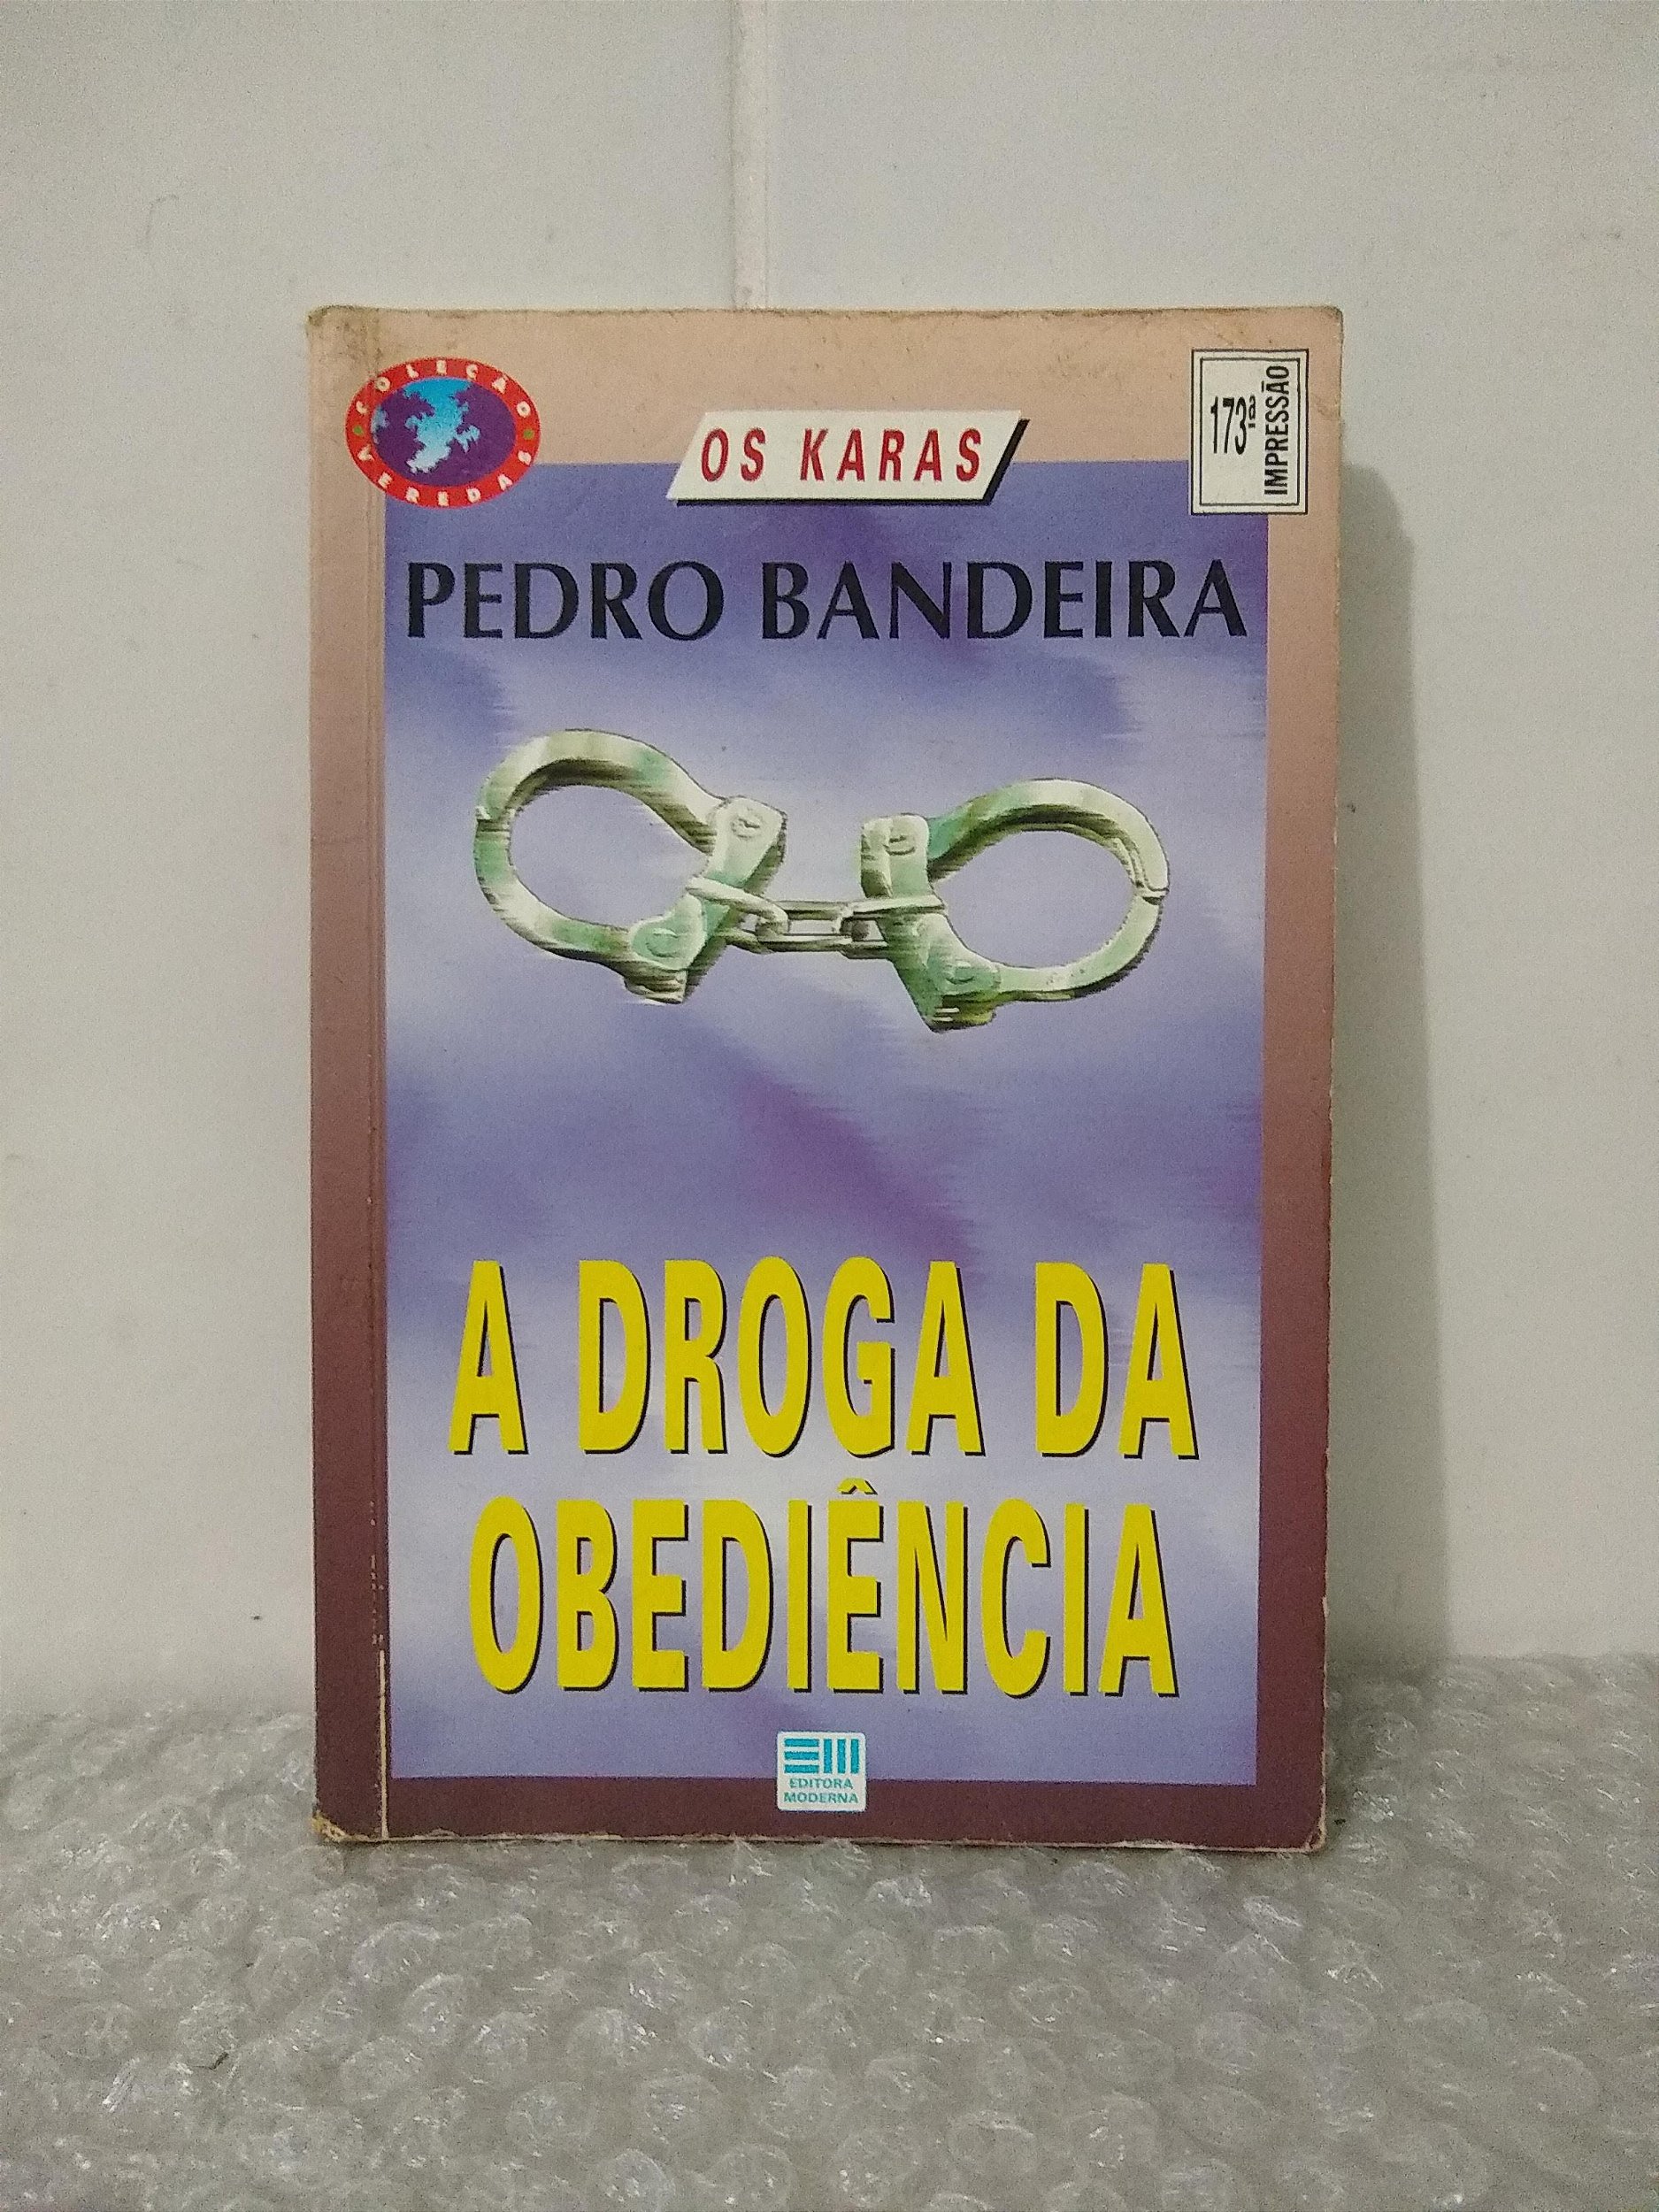 COLEÇÃO
VEREDAS
OS KARAS
173ª
IMPRESSÃO
PEDRO BANDEIRA
A DROGA DA
OBEDIÊNCIA
EDITORA
MODERNA